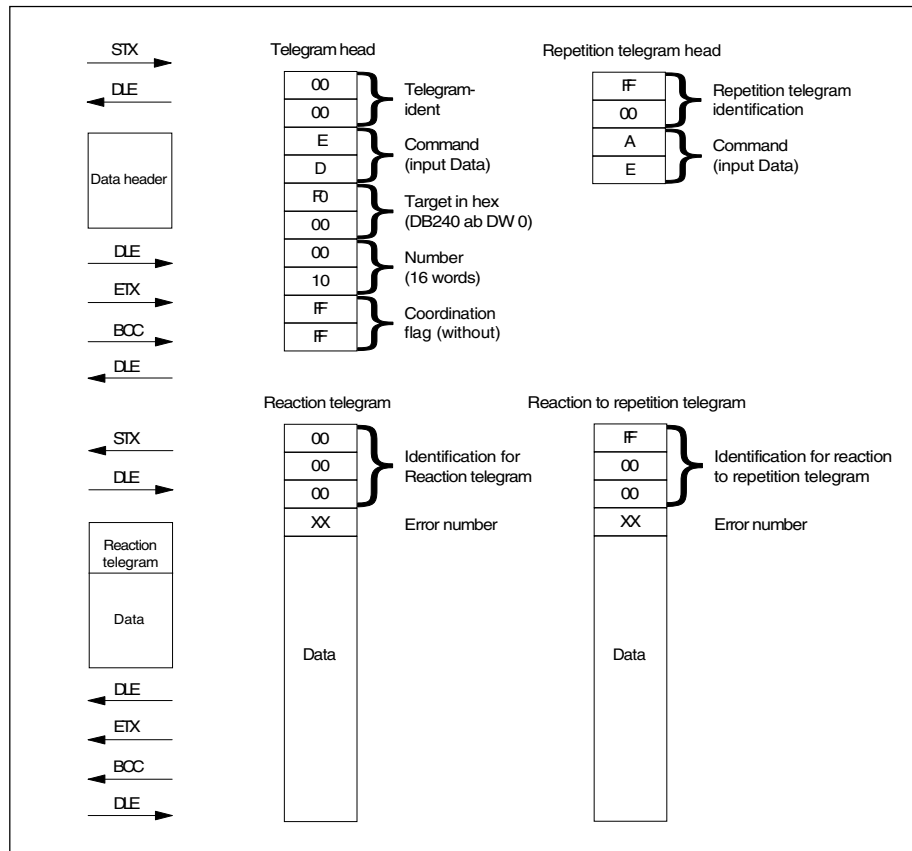 STX
DLE
Data header
DLE
ETX
BCC
DLE
STX
DLE
Reaction
telegram
Data
DLE
ETX
BCC
DLE
Telegram head
00
00
Telegram-
ident
E
D
Command
(input Data)
F0
00
Target in hex
(DB240 ab DW 0)
00
10
Number
(16 words)
FF
FF
Coordination
flag (without)
Repetition telegram head
FF
00
Repetition telegram
identification
A
E
Command
(input Data)
Reaction telegram
00
00
00
Identification for
Reaction telegram
XX
Error number
Data
Reaction to repetition telegram
FF
00
00
Identification for reaction
to repetition telegram
XX
Error number
Data